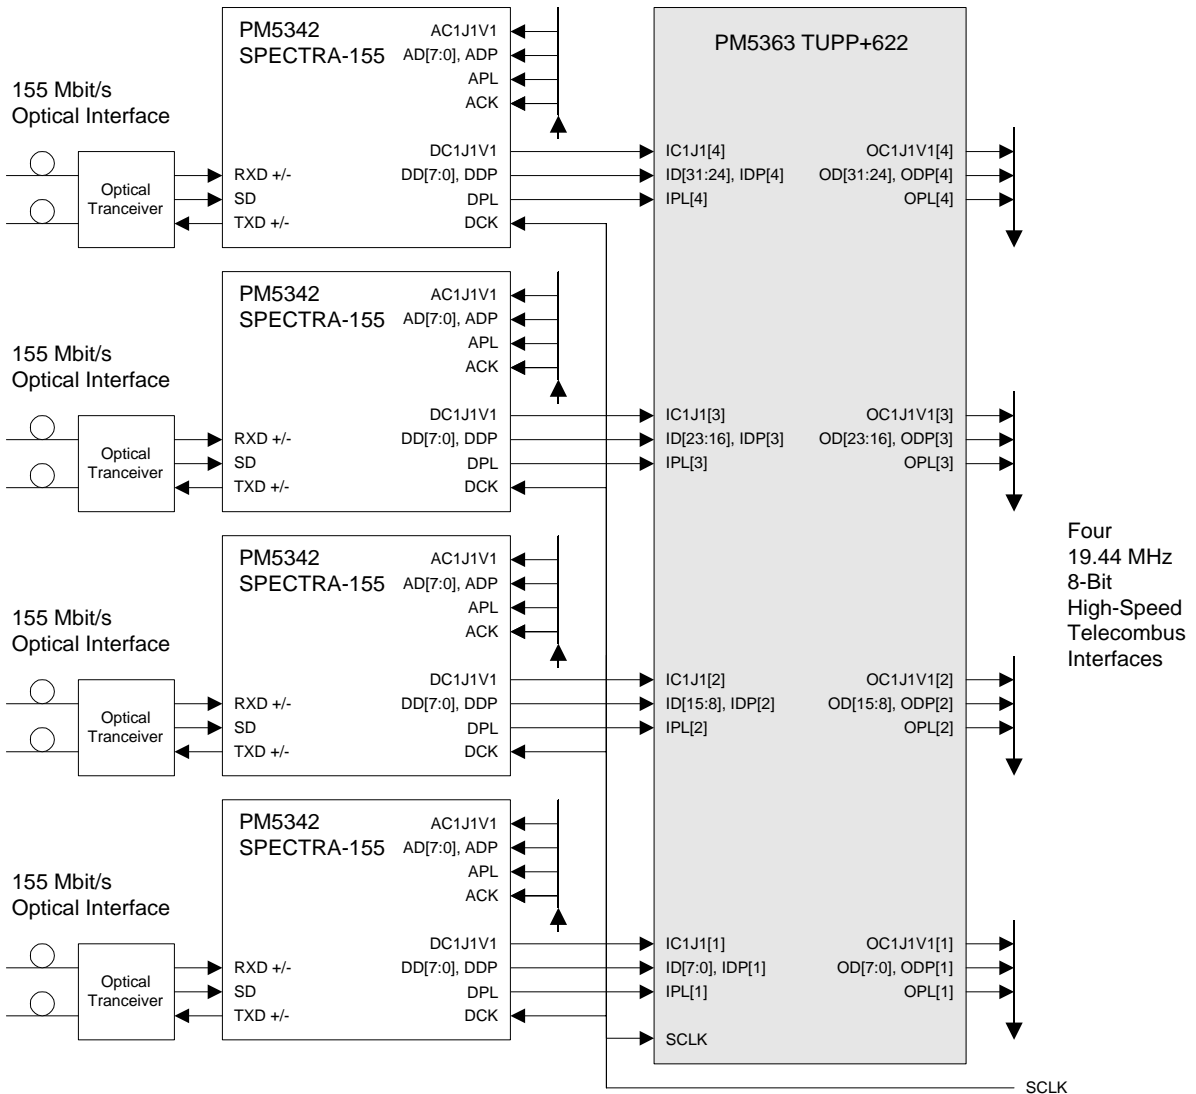 PM5342
SPECTRA-155
AC1J1V1
AD[7:0], ADP
APL
ACK
155 Mbit/s
Optical Interface
Optical
Tranceiver
RXD +/-
SD
TXD +/-
DC1J1V1
DD[7:0], DDP
DPL
DCK
PM5342
SPECTRA-155
AC1J1V1
AD[7:0], ADP
APL
ACK
155 Mbit/s
Optical Interface
Optical
Tranceiver
RXD +/-
SD
TXD +/-
DC1J1V1
DD[7:0], DDP
DPL
DCK
PM5342
SPECTRA-155
AC1J1V1
AD[7:0], ADP
APL
ACK
155 Mbit/s
Optical Interface
Optical
Tranceiver
RXD +/-
SD
TXD +/-
DC1J1V1
DD[7:0], DDP
DPL
DCK
PM5342
SPECTRA-155
AC1J1V1
AD[7:0], ADP
APL
ACK
155 Mbit/s
Optical Interface
Optical
Tranceiver
RXD +/-
SD
TXD +/-
DC1J1V1
DD[7:0], DDP
DPL
DCK
PM5363 TUPP+622
IC1J1[4]
ID[31:24], IDP[4]
IPL[4]
OC1J1V1[4]
OD[31:24], ODP[4]
OPL[4]
IC1J1[3]
ID[23:16], IDP[3]
IPL[3]
OC1J1V1[3]
OD[23:16], ODP[3]
OPL[3]
IC1J1[2]
ID[15:8], IDP[2]
IPL[2]
OC1J1V1[2]
OD[15:8], ODP[2]
OPL[2]
IC1J1[1]
ID[7:0], IDP[1]
IPL[1]
OC1J1V1[1]
OD[7:0], ODP[1]
OPL[1]
SCLK
Four
19.44 MHz
8-Bit
High-Speed
Telecombus
Interfaces
SCLK